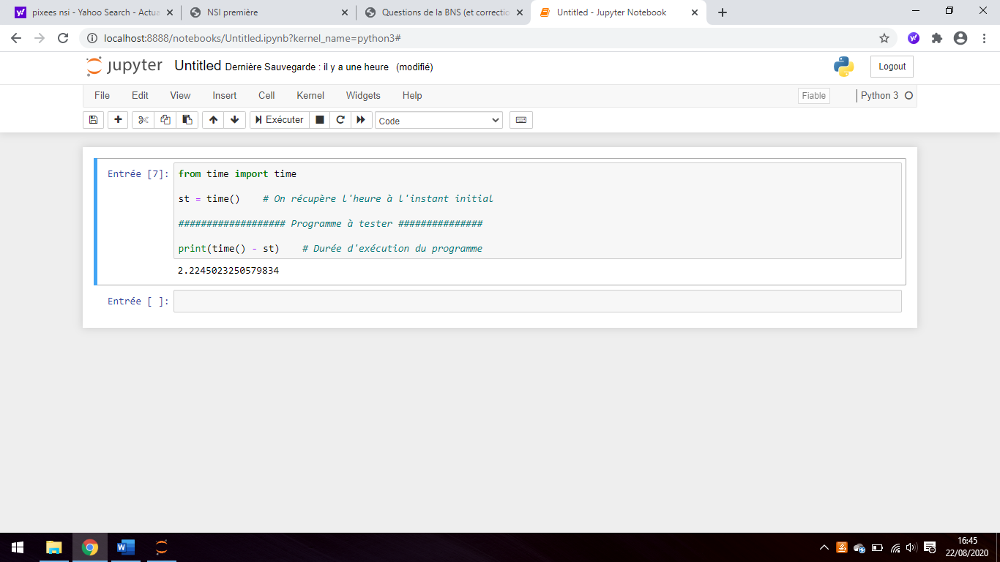 pixees nsi - Yahoo Search - Actua
NSI première
Questions de la BNS (et correctio
Untitled - Jupyter Notebook
localhost:8888/notebooks/Untitled.ipynb?kernel_name=python3#
jupyter Untitled Dernière Sauvegarde : il y a une heure (modifié)
Logout
File Edit View Insert Cell Kernel Widgets Help
Fiable
Python 3
Exécuter
Code
Entrée [7]:
from time import time
st = time()    # On récupère l'heure à l'instant initial
################### Programme à tester ###############
print(time() - st)    # Durée d'exécution du programme
2.2245023250579834
Entrée [ ]:
16:45
22/08/2020